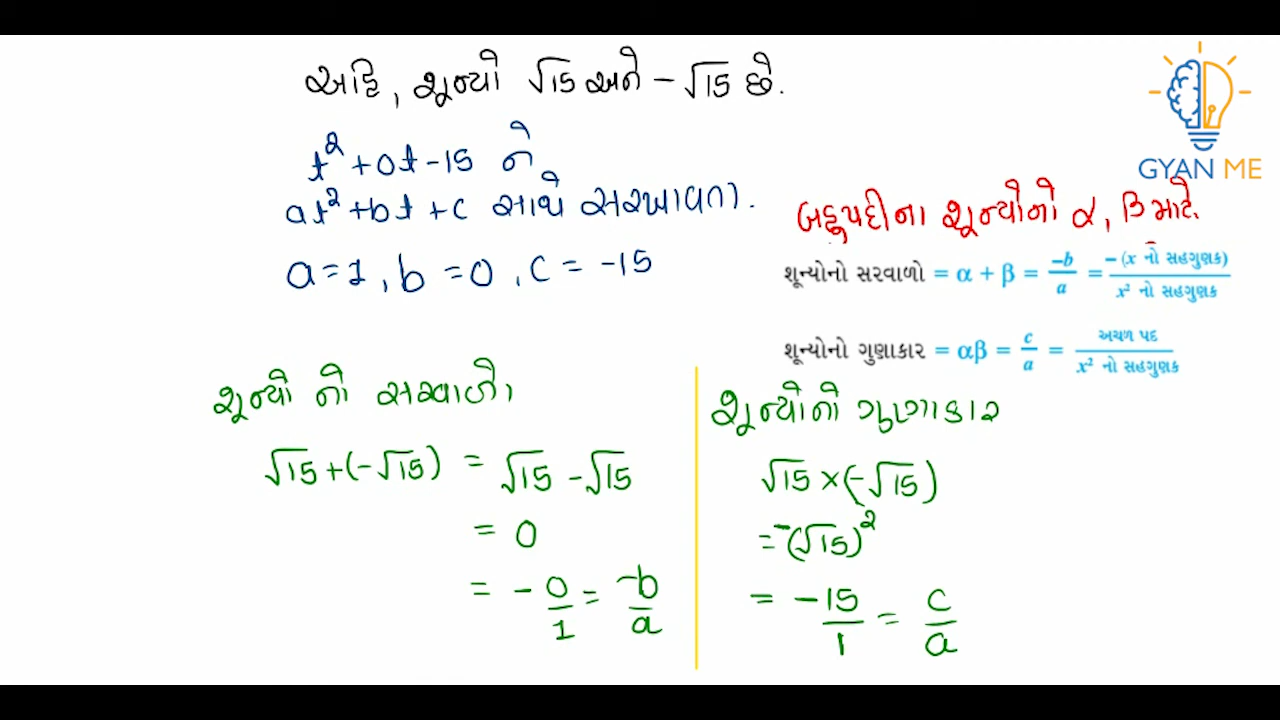 અહિ, શૂન્યો √15 અને -√15 છે.
t² + 0t - 15 ને
at² + bt + c સાથે સરખાવતા.
a = 1, b = 0, c = -15
GYAN ME
બહુપદીના શૂન્યોનો α, β માટે.
શૂન્યોનો સરવાળો = α + β = -b/a = -(x નો સહગુણક)/x² નો સહગુણક
શૂન્યોનો ગુણાકાર = αβ = c/a = અચળ પદ/x² નો સહગુણક
શૂન્યો નો સરવાળો
√15 + (-√15) = √15 - √15
= 0
= -0/1 = -b/a
શૂન્યોનો ગુણાકાર
√15 × (-√15)
= -(√15)²
= -15/1 = c/a